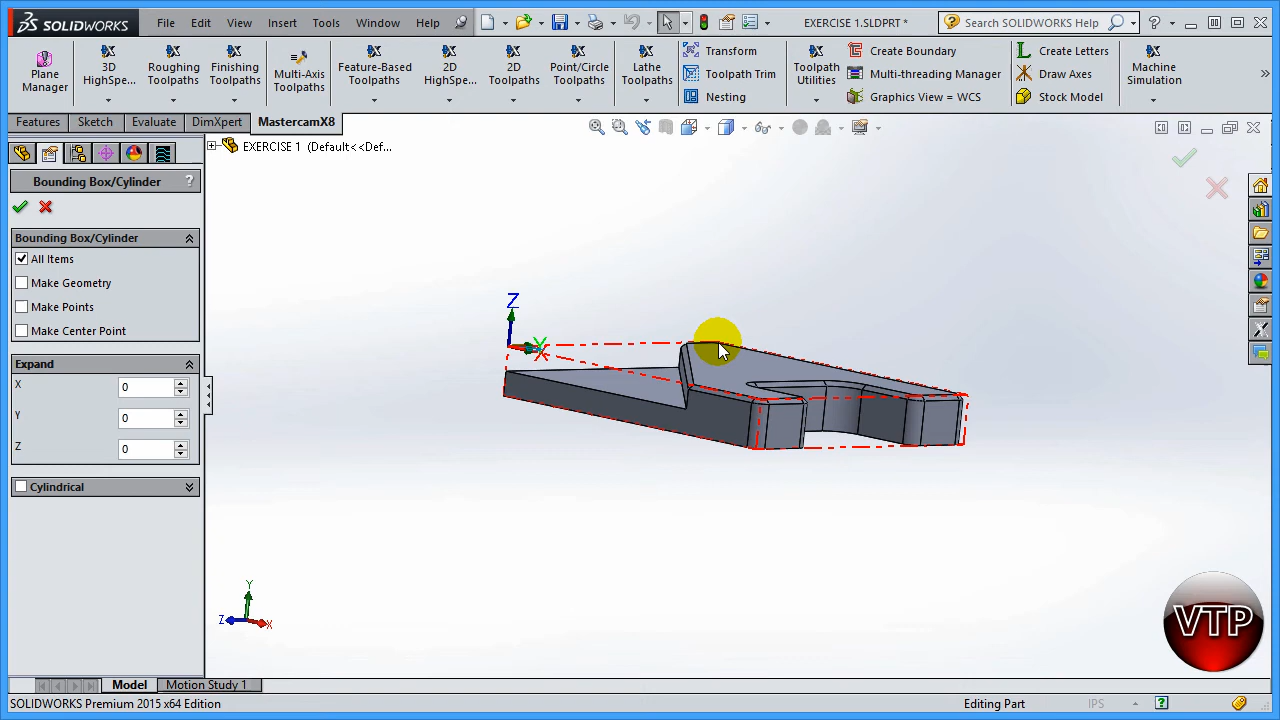 SOLIDWORKS File Edit View Insert Tools Window Help EXERCISE 1.SLDPRT * Search SOLIDWORKS Help
Plane Manager
3D HighSpe...
Roughing Toolpaths
Finishing Toolpaths
Multi-Axis Toolpaths
Feature-Based Toolpaths
2D HighSpe...
2D Toolpaths
Point/Circle Toolpaths
Lathe Toolpaths
Transform
Toolpath Trim
Nesting
Toolpath Utilities
Create Boundary
Multi-threading Manager
Graphics View = WCS
Create Letters
Draw Axes
Stock Model
Machine Simulation
Features Sketch Evaluate DimXpert MastercamX8
EXERCISE 1 (Default<<Def...
Bounding Box/Cylinder ?
Bounding Box/Cylinder
All Items
Make Geometry
Make Points
Make Center Point
Expand
X 0
Y 0
Z 0
Cylindrical
Z
Y
X
Y
Z
X
VTP
Model Motion Study 1
SOLIDWORKS Premium 2015 x64 Edition Editing Part IPS